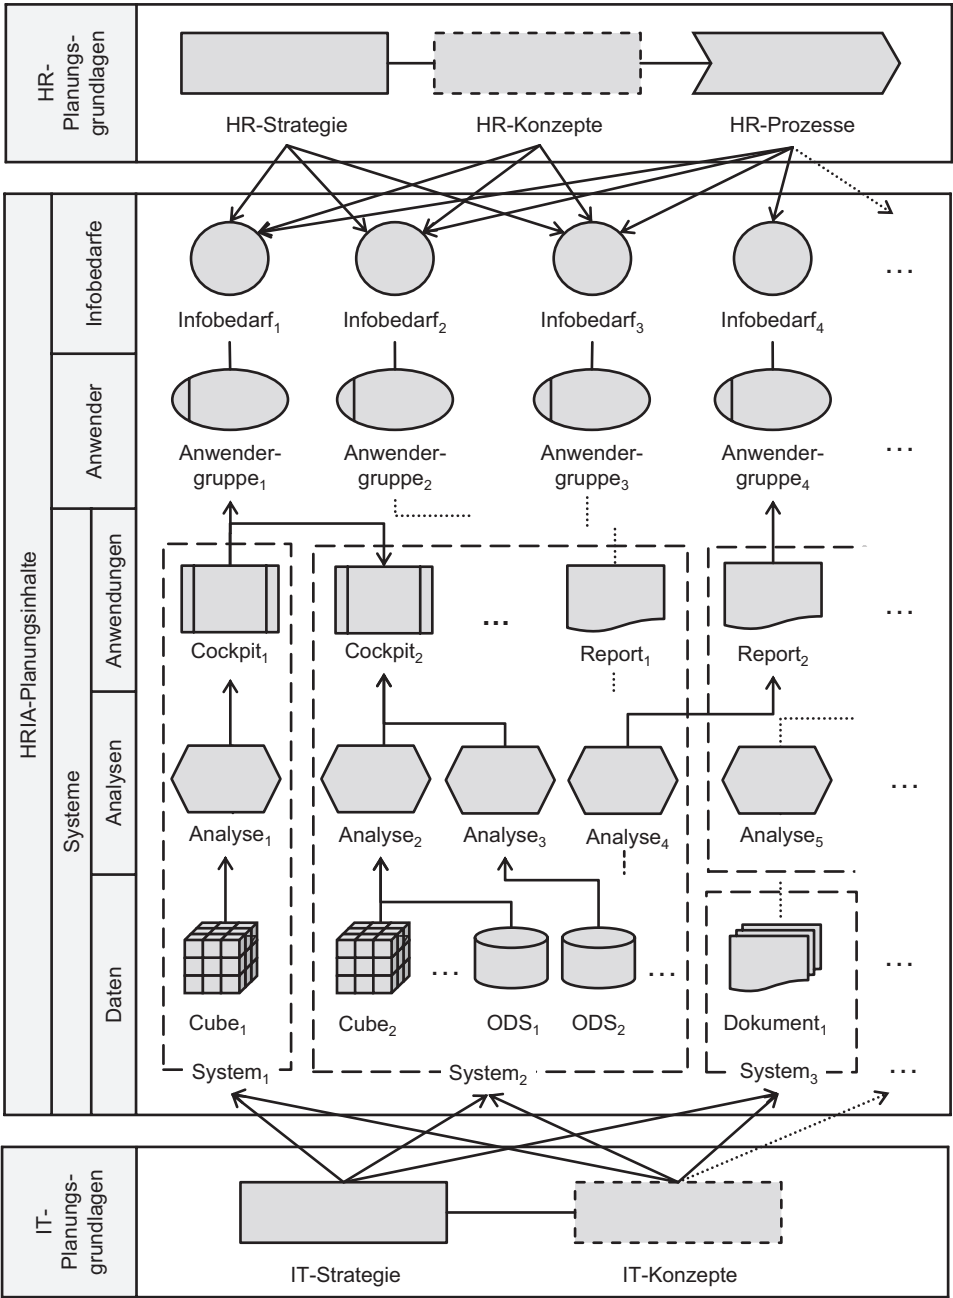 HR-
Planungs-
grundlagen
HR-Strategie
HR-Konzepte
HR-Prozesse
HRIA-Planungsinhalte
Infobedarfe
Infobedarf1
Infobedarf2
Infobedarf3
Infobedarf4
...
Anwender
Anwender-
gruppe1
Anwender-
gruppe2
Anwender-
gruppe3
Anwender-
gruppe4
...
Systeme
Anwendungen
Cockpit1
Cockpit2
...
Report1
Report2
...
Analysen
Analyse1
Analyse2
Analyse3
Analyse4
Analyse5
...
Daten
Cube1
Cube2
...
ODS1
ODS2
...
Dokument1
...
System1
System2
System3
...
IT-
Planungs-
grundlagen
IT-Strategie
IT-Konzepte